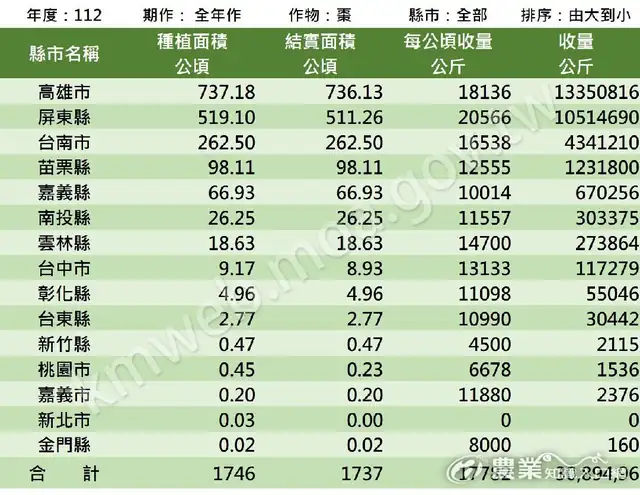 年度：112 期作： 全年作 作物：棗 縣市：全部 排序：由大到小
縣市名稱 種植面積 公頃 結實面積 公頃 每公頃收量 公斤 收量 公斤
高雄市 737.18 736.13 18136 13350816
屏東縣 519.10 511.26 20566 10514690
台南市 262.50 262.50 16538 4341210
苗栗縣 98.11 98.11 12555 1231800
嘉義縣 66.93 66.93 10014 670256
南投縣 26.25 26.25 11557 303375
雲林縣 18.63 18.63 14700 273864
台中市 9.17 8.93 13133 117279
彰化縣 4.96 4.96 11098 55046
台東縣 2.77 2.77 10990 30442
新竹縣 0.47 0.47 4500 2115
桃園市 0.45 0.23 6678 1536
嘉義市 0.20 0.20 11880 2376
新北市 0.03 0.00 0 0
金門縣 0.02 0.02 8000 160
合 計 1746 1737 17782
kmweb.moa.gov.tw
農業